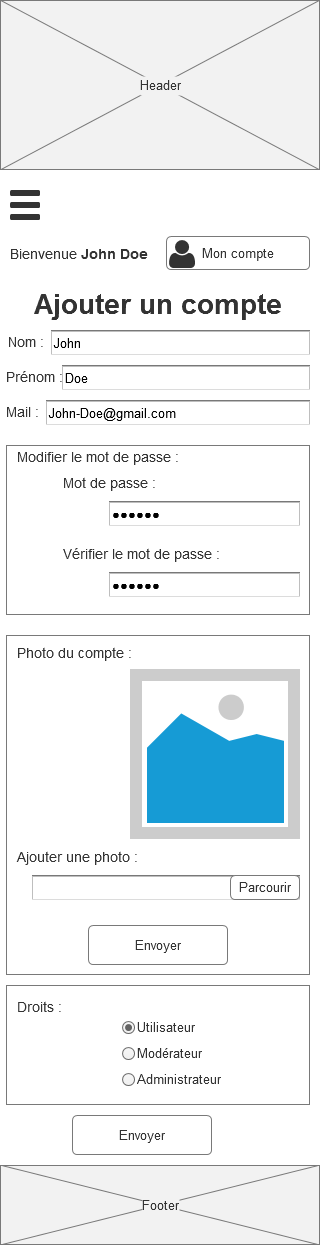 Header
Bienvenue John Doe
Mon compte
Ajouter un compte
Nom : John
Prénom : Doe
Mail : John-Doe@gmail.com
Modifier le mot de passe :
Mot de passe :
••••••
Vérifier le mot de passe :
••••••
Photo du compte :
Ajouter une photo :
Parcourir
Envoyer
Droits :
Utilisateur
Modérateur
Administrateur
Envoyer
Footer